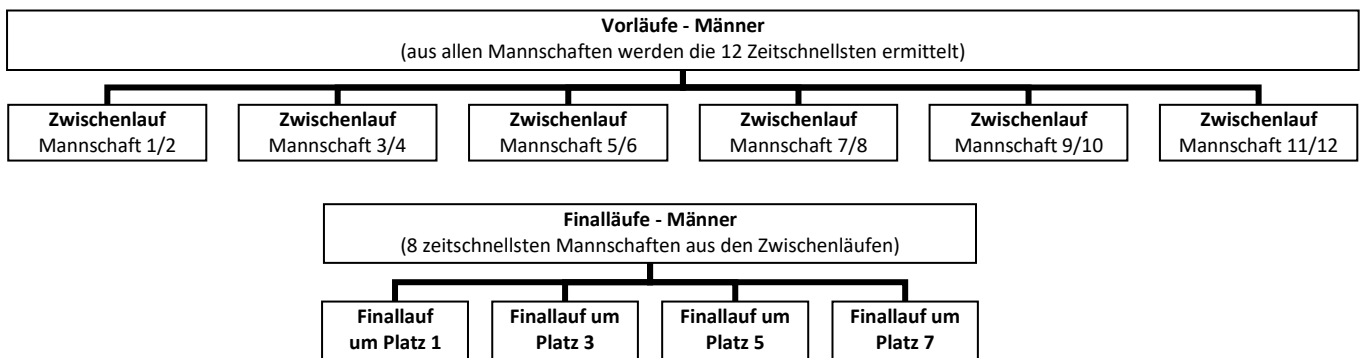 Vorläufe - Männer
(aus allen Mannschaften werden die 12 Zeitschnellsten ermittelt)
Zwischenlauf
Mannschaft 1/2
Zwischenlauf
Mannschaft 3/4
Zwischenlauf
Mannschaft 5/6
Zwischenlauf
Mannschaft 7/8
Zwischenlauf
Mannschaft 9/10
Zwischenlauf
Mannschaft 11/12
Finalläufe - Männer
(8 zeitschnellsten Mannschaften aus den Zwischenläufen)
Finallauf
um Platz 1
Finallauf um
Platz 3
Finallauf um
Platz 5
Finallauf um
Platz 7